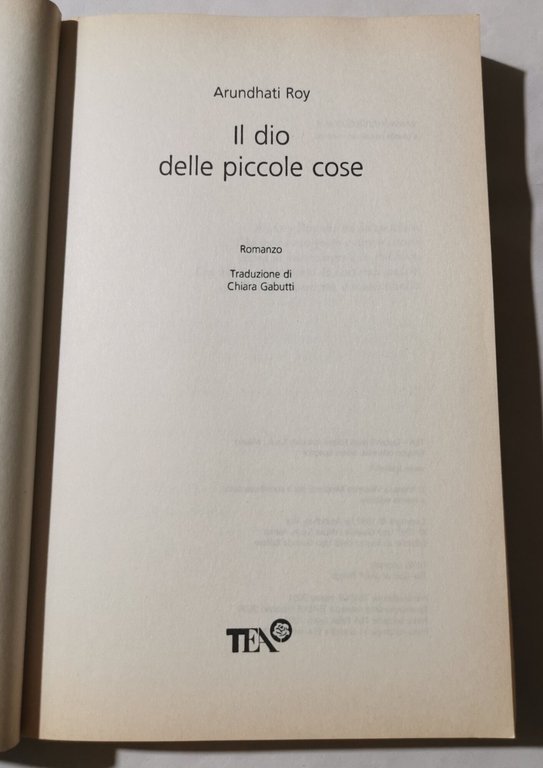 Arundhati Roy
Il dio
delle piccole cose
Romanzo
Traduzione di
Chiara Gabutti
TEA